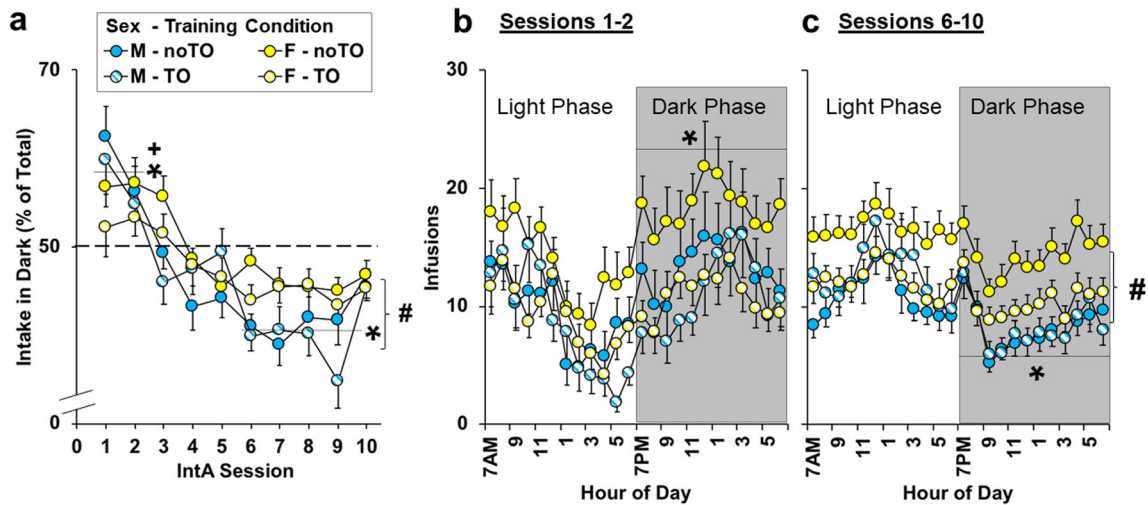 a
Sex - Training Condition
M - noTO
F - noTO
M - TO
F - TO
70
50
0
Intake in Dark (% of Total)
+
*
#
*
0 1 2 3 4 5 6 7 8 9 10
IntA Session
b Sessions 1-2
30
20
10
0
Infusions
Light Phase
Dark Phase
*
7AM 9 11 1 3 5 7PM 9 11 1 3 5
Hour of Day
c Sessions 6-10
Light Phase
Dark Phase
#
*
7AM 9 11 1 3 5 7PM 9 11 1 3 5
Hour of Day